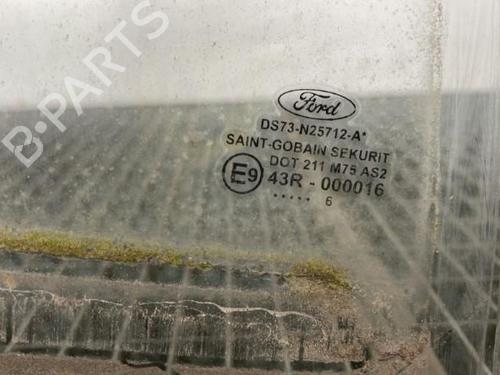 B-PARTS
Ford
DS73-N25712-A*
SAINT-GOBAIN SEKURIT
DOT 211 M75 AS2
E9 43R - 000016
..... 6